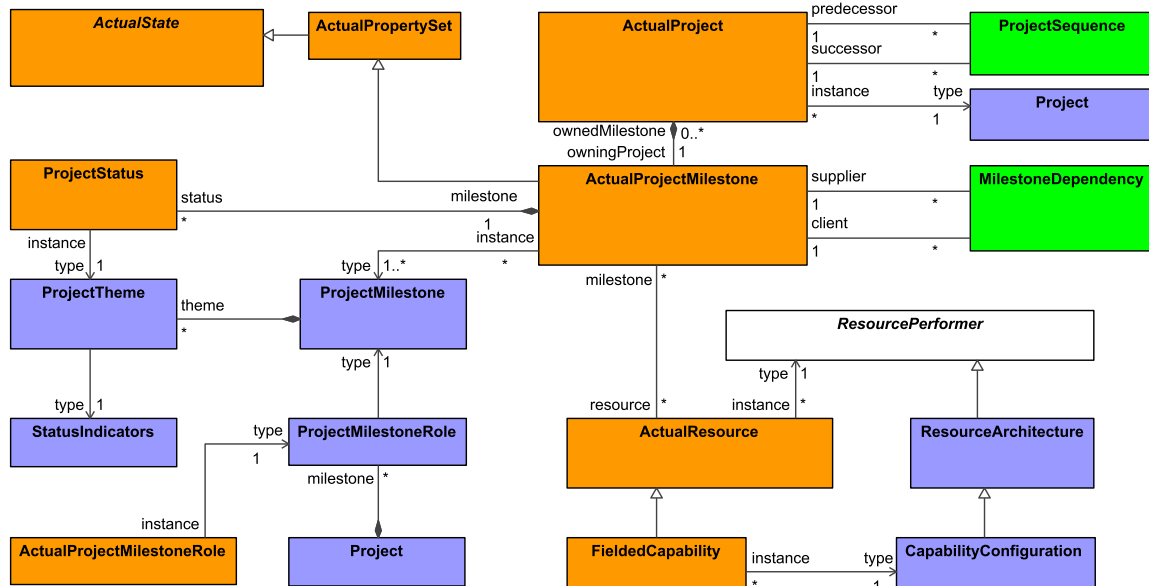 ActualState
ActualPropertySet
ActualProject
predecessor
1
*
ProjectSequence
successor
1
*
instance
type
*
1
Project
ownedMilestone
0..*
owningProject
1
ProjectStatus
status
*
milestone
1
ActualProjectMilestone
supplier
1
*
MilestoneDependency
client
1
*
instance
type
1
instance
*
type
1..*
ProjectTheme
theme
*
ProjectMilestone
milestone
*
ResourcePerformer
type
1
type
1
type
1
resource
*
instance
*
StatusIndicators
type
1
ProjectMilestoneRole
ActualResource
ResourceArchitecture
milestone
*
instance
ActualProjectMilestoneRole
Project
FieldedCapability
instance
*
type
1
CapabilityConfiguration